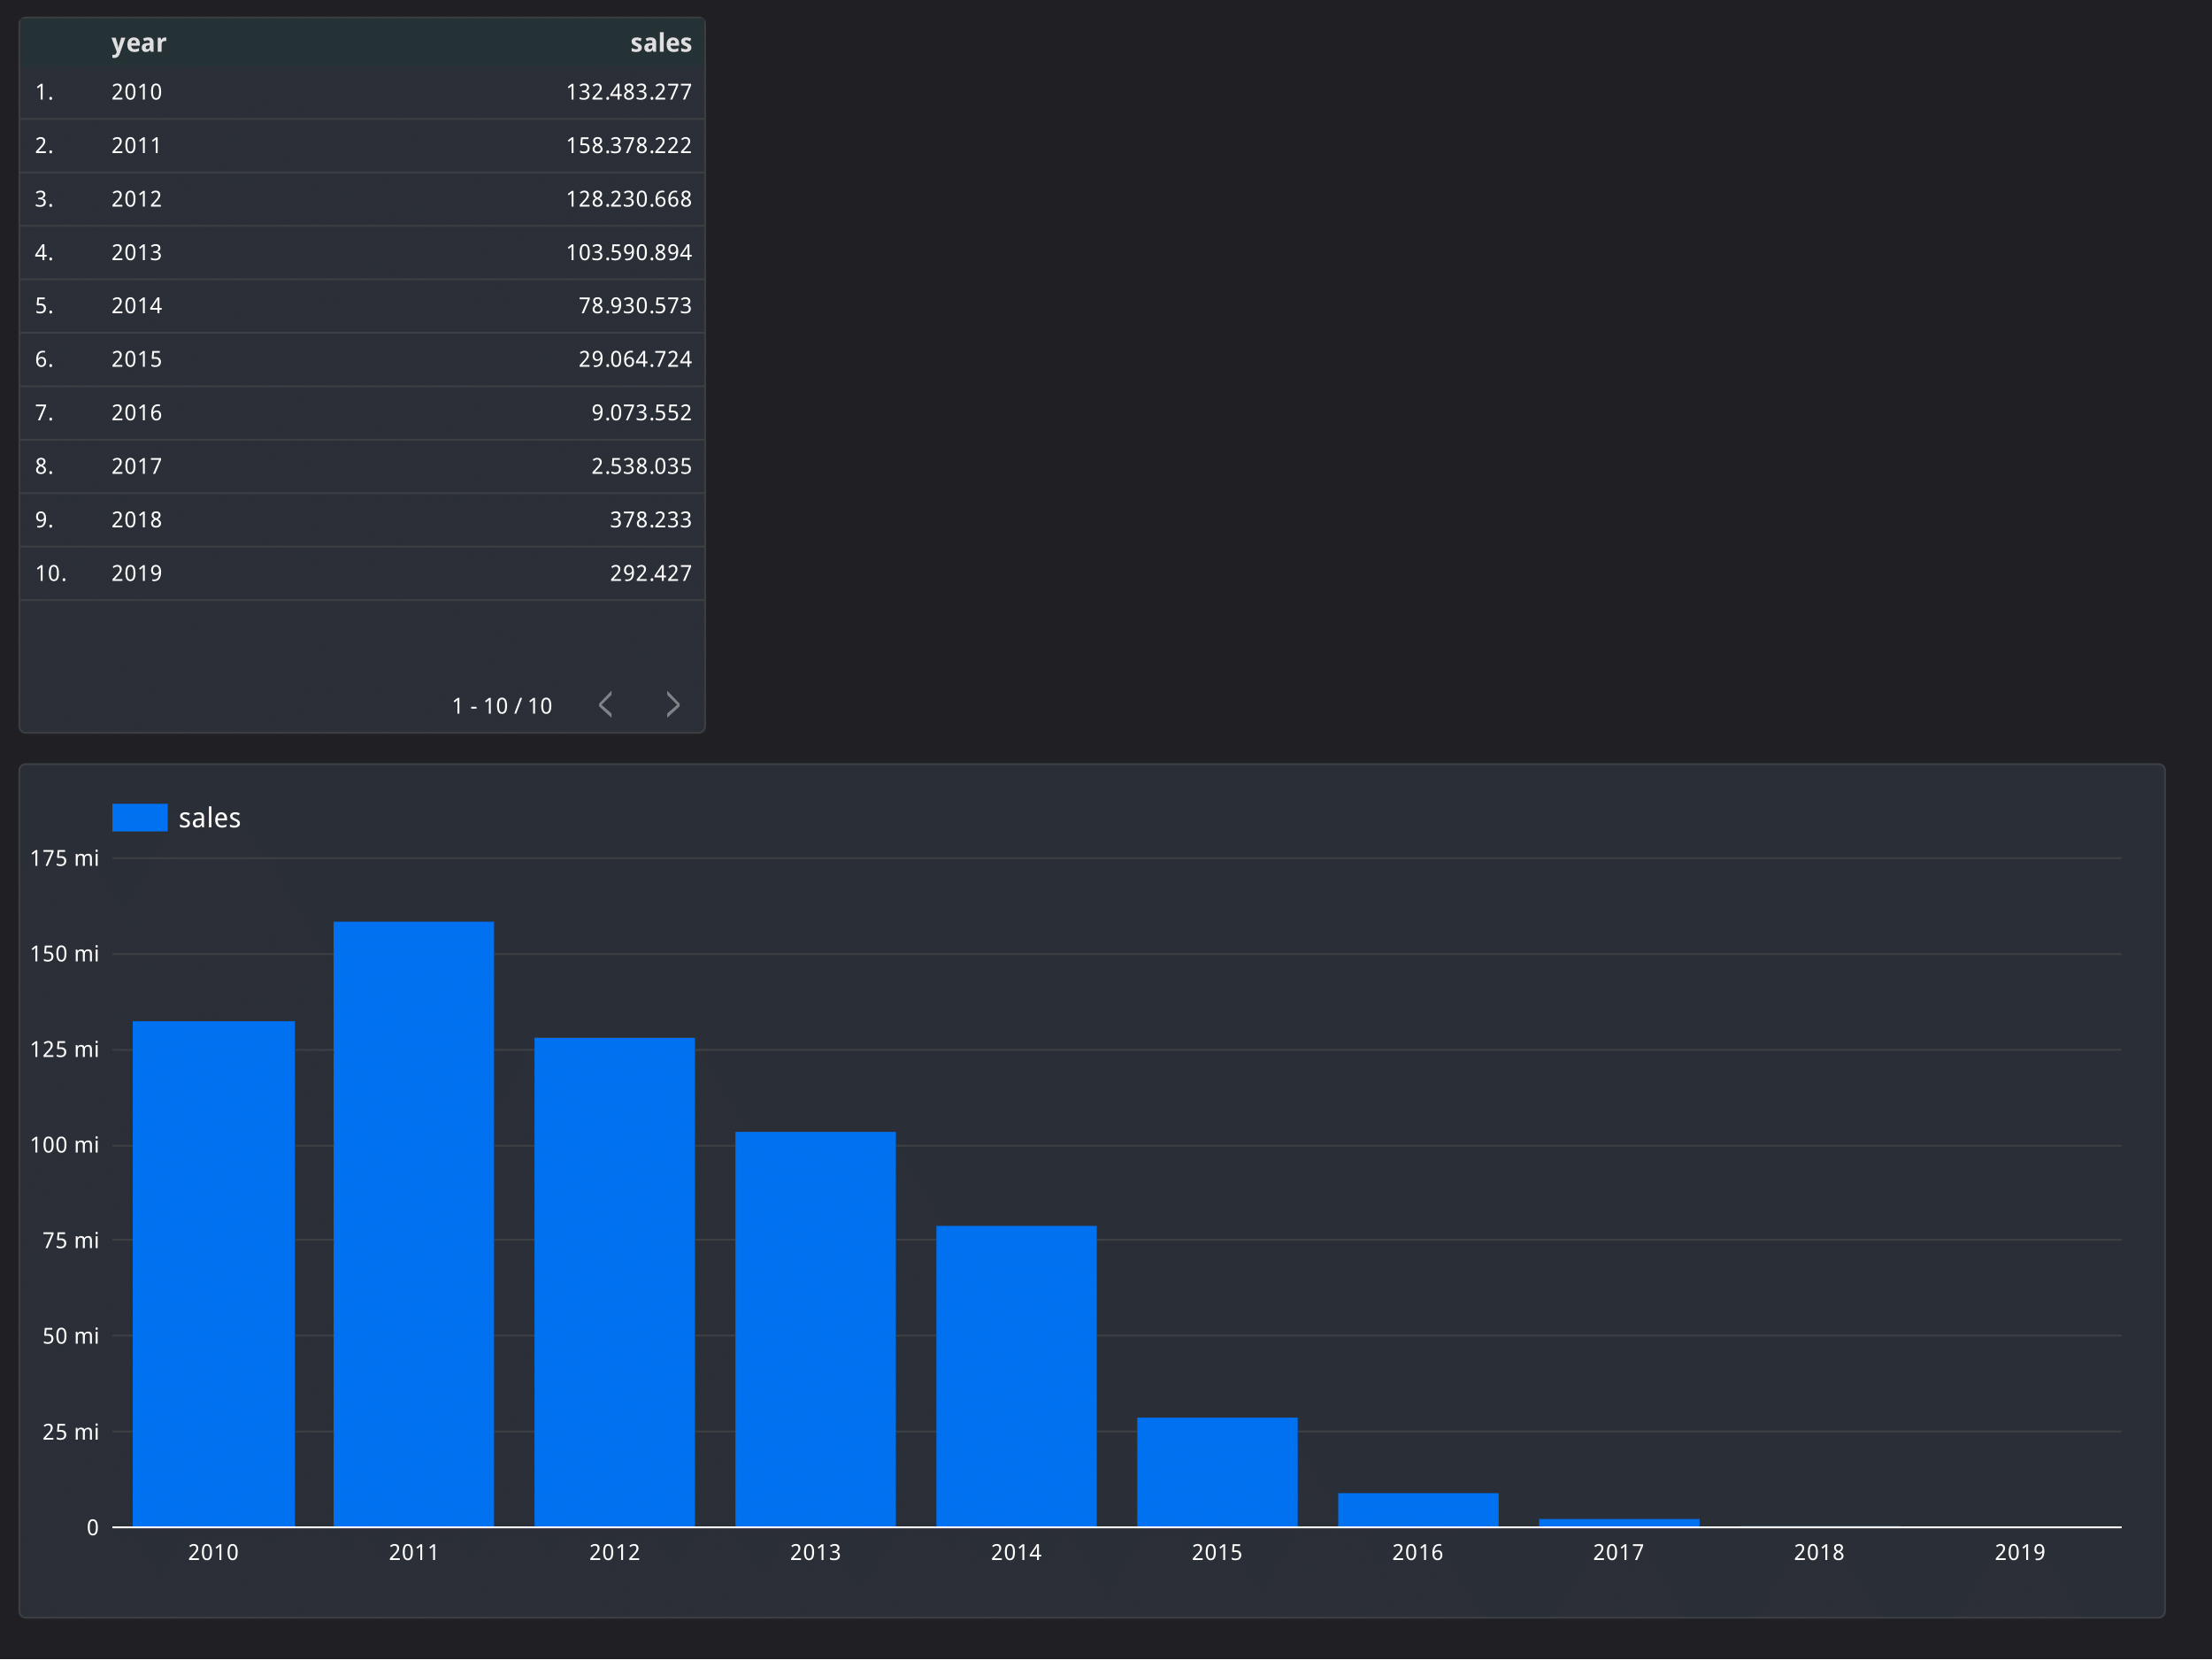 year sales
1. 2010 132.483.277
2. 2011 158.378.222
3. 2012 128.230.668
4. 2013 103.590.894
5. 2014 78.930.573
6. 2015 29.064.724
7. 2016 9.073.552
8. 2017 2.538.035
9. 2018 378.233
10. 2019 292.427
1 - 10 / 10
sales
175 mi
150 mi
125 mi
100 mi
75 mi
50 mi
25 mi
0
2010 2011 2012 2013 2014 2015 2016 2017 2018 2019